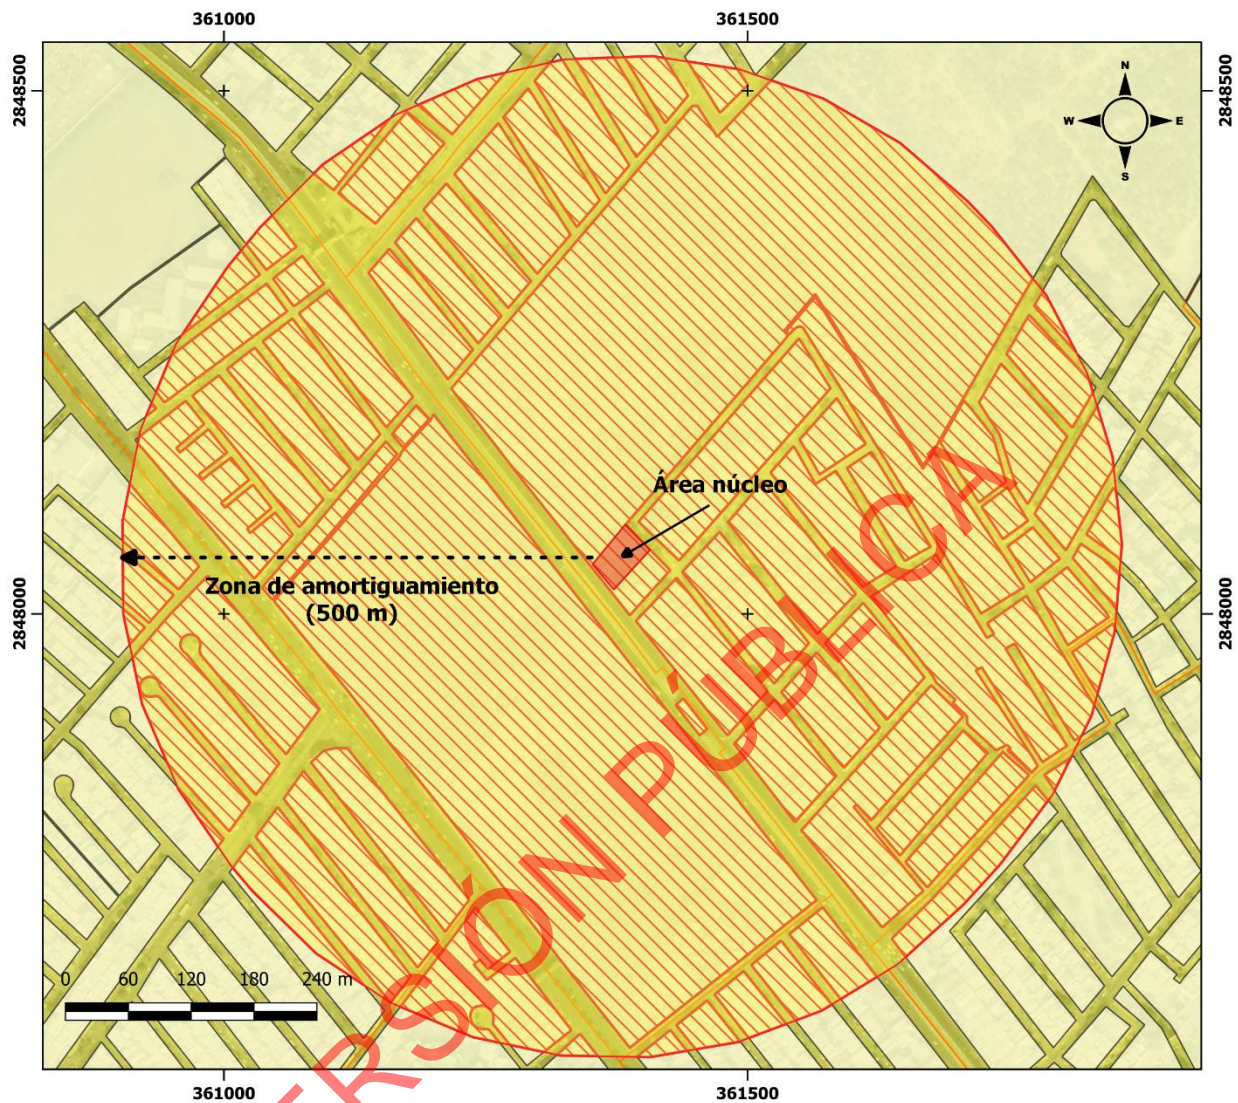 361000
361500
2848500
2848500
N
W
E
S
Área núcleo
Zona de amortiguamiento
(500 m)
2848000
2848000
VERSIÓN PÚBLICA
0 60 120 180 240 m
361000
361500